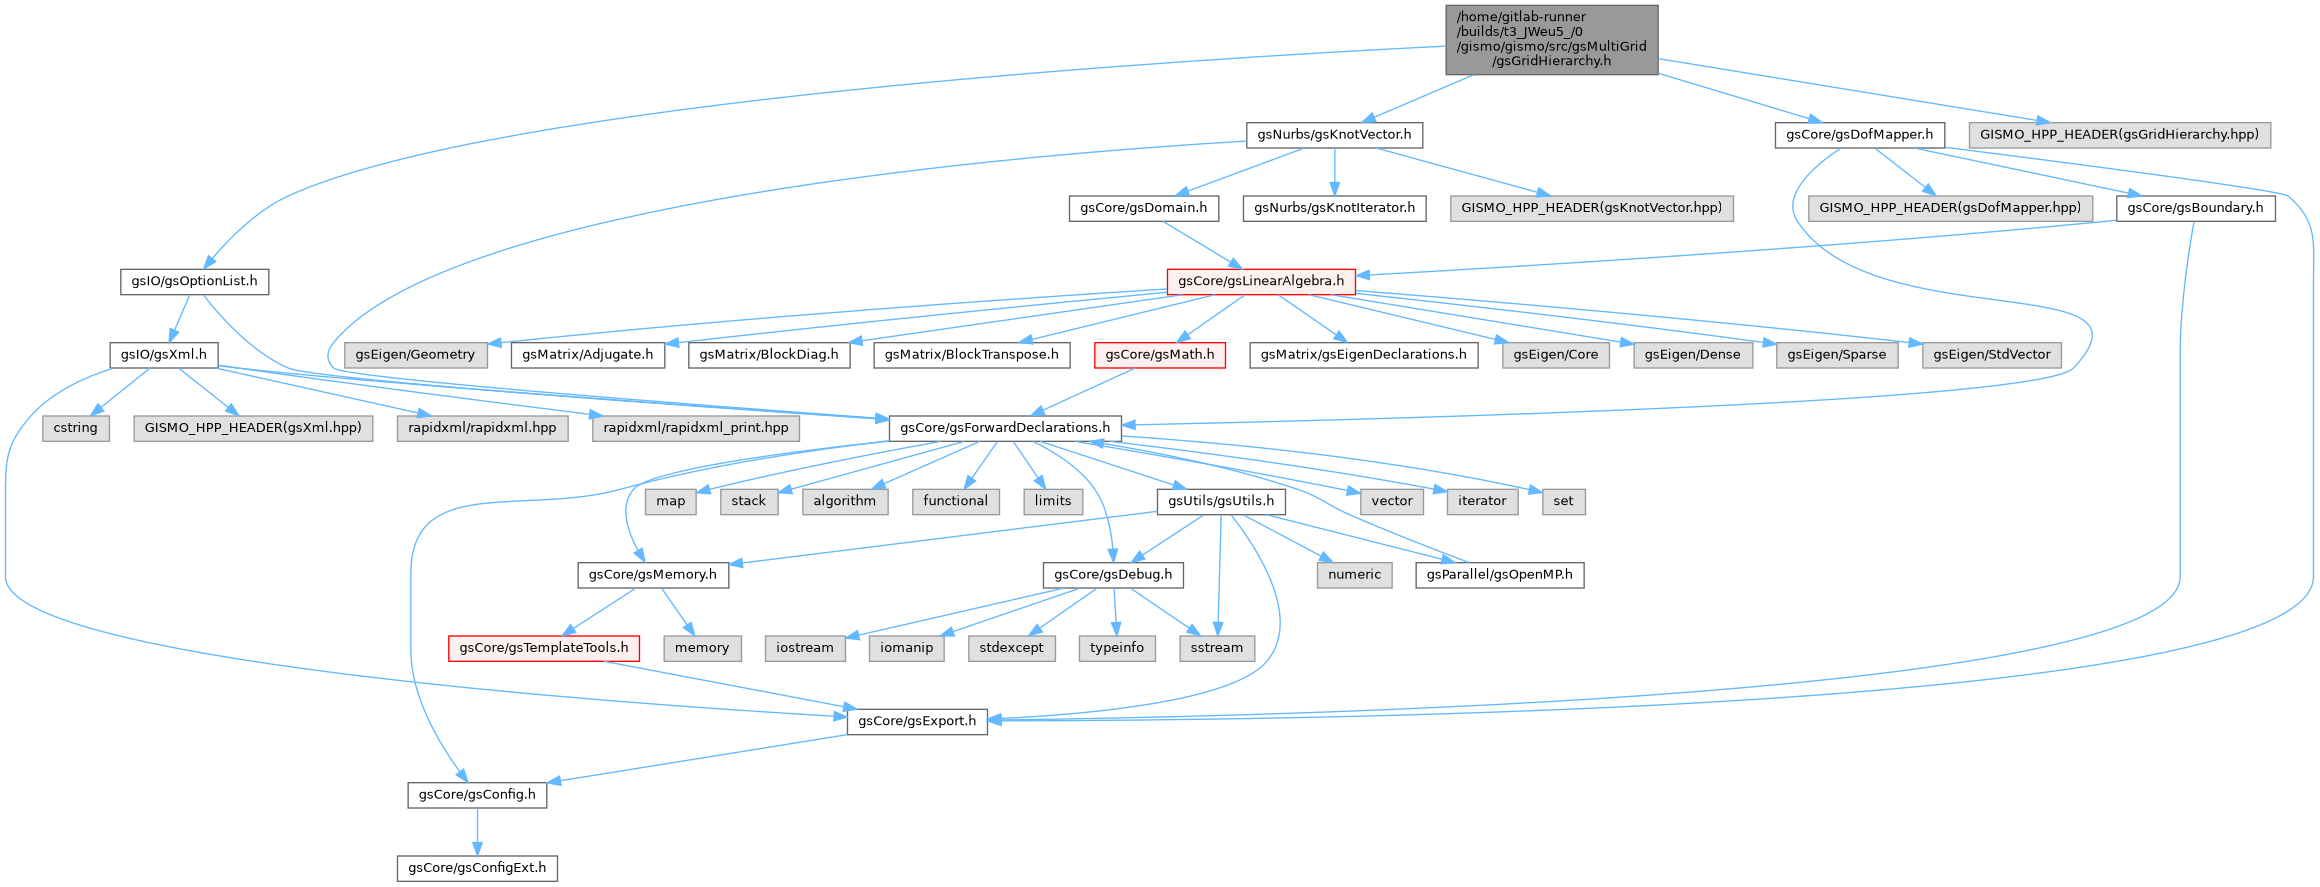 /home/gitlab-runner
/builds/t3_JWeu5_/0
/gismo/gismo/src/gsMultiGrid
/gsGridHierarchy.h
gsNurbs/gsKnotVector.h
gsCore/gsDofMapper.h
GISMO_HPP_HEADER(gsGridHierarchy.hpp)
gsCore/gsDomain.h
gsNurbs/gsKnotIterator.h
GISMO_HPP_HEADER(gsKnotVector.hpp)
GISMO_HPP_HEADER(gsDofMapper.hpp)
gsCore/gsBoundary.h
gsIO/gsOptionList.h
gsCore/gsLinearAlgebra.h
gsIO/gsXml.h
gsEigen/Geometry
gsMatrix/Adjugate.h
gsMatrix/BlockDiag.h
gsMatrix/BlockTranspose.h
gsCore/gsMath.h
gsMatrix/gsEigenDeclarations.h
gsEigen/Core
gsEigen/Dense
gsEigen/Sparse
gsEigen/StdVector
cstring
GISMO_HPP_HEADER(gsXml.hpp)
rapidxml/rapidxml.hpp
rapidxml/rapidxml_print.hpp
gsCore/gsForwardDeclarations.h
map
stack
algorithm
functional
limits
gsUtils/gsUtils.h
vector
iterator
set
gsCore/gsMemory.h
gsCore/gsDebug.h
numeric
gsParallel/gsOpenMP.h
gsCore/gsTemplateTools.h
memory
iostream
iomanip
stdexcept
typeinfo
sstream
gsCore/gsExport.h
gsCore/gsConfig.h
gsCore/gsConfigExt.h